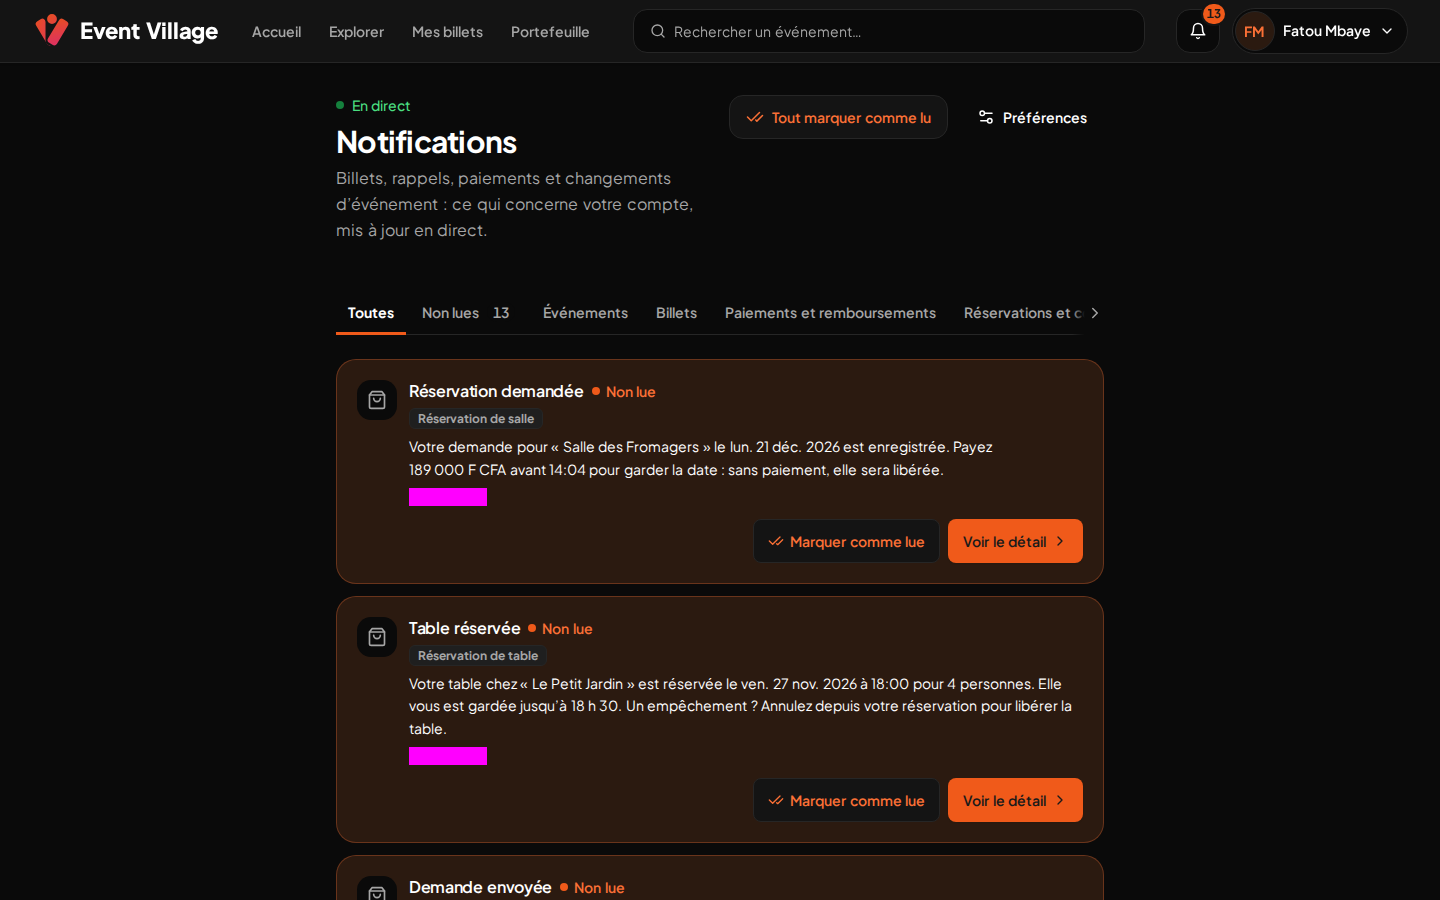 Event Village
Accueil
Explorer
Mes billets
Portefeuille
Rechercher un événement...
13
FM
Fatou Mbaye
En direct
Notifications
Billets, rappels, paiements et changements
d’événement : ce qui concerne votre compte,
mis à jour en direct.
Tout marquer comme lu
Préférences
Toutes
Non lues 13
Événements
Billets
Paiements et remboursements
Réservations et
Réservation demandée
Non lue
Réservation de salle
Votre demande pour « Salle des Fromagers » le lun. 21 déc. 2026 est enregistrée. Payez
189 000 F CFA avant 14:04 pour garder la date : sans paiement, elle sera libérée.
Marquer comme lue
Voir le détail
Table réservée
Non lue
Réservation de table
Votre table chez « Le Petit Jardin » est réservée le ven. 27 nov. 2026 à 18:00 pour 4 personnes. Elle
vous est gardée jusqu’à 18 h 30. Un empêchement ? Annulez depuis votre réservation pour libérer la
table.
Marquer comme lue
Voir le détail
Demande envoyée
Non lue